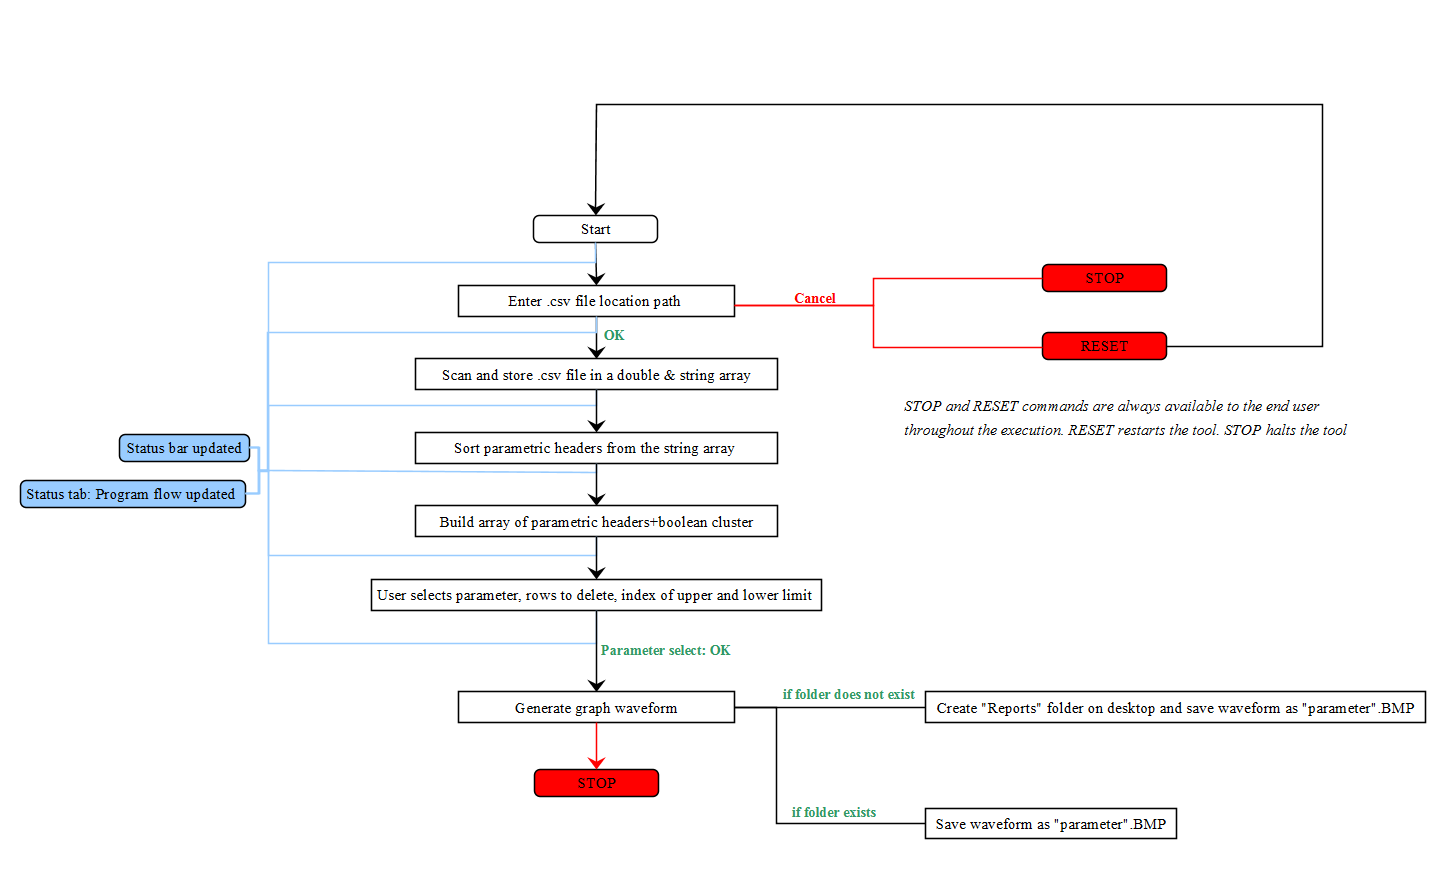 Start
STOP
Enter .csv file location path
Cancel
OK
RESET
Scan and store .csv file in a double & string array
STOP and RESET commands are always available to the end user
throughout the execution. RESET restarts the tool. STOP halts the tool
Status bar updated
Sort parametric headers from the string array
Status tab: Program flow updated
Build array of parametric headers+boolean cluster
User selects parameter, rows to delete, index of upper and lower limit
Parameter select: OK
if folder does not exist
Generate graph waveform
Create "Reports" folder on desktop and save waveform as "parameter".BMP
STOP
if folder exists
Save waveform as "parameter".BMP